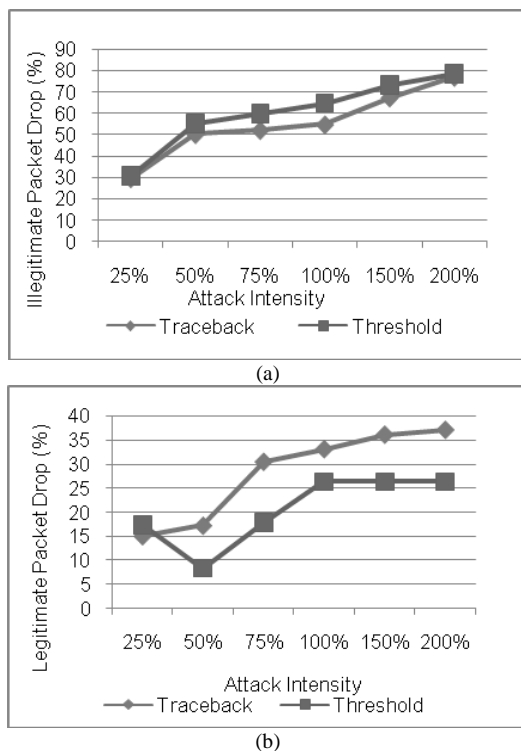 Illegitimate Packet Drop (%)
90
80
70
60
50
40
30
20
10
0
25% 50% 75% 100% 150% 200%
Attack Intensity
Traceback Threshold
(a)
Legitimate Packet Drop (%)
40
35
30
25
20
15
10
5
0
25% 50% 75% 100% 150% 200%
Attack Intensity
Traceback Threshold
(b)